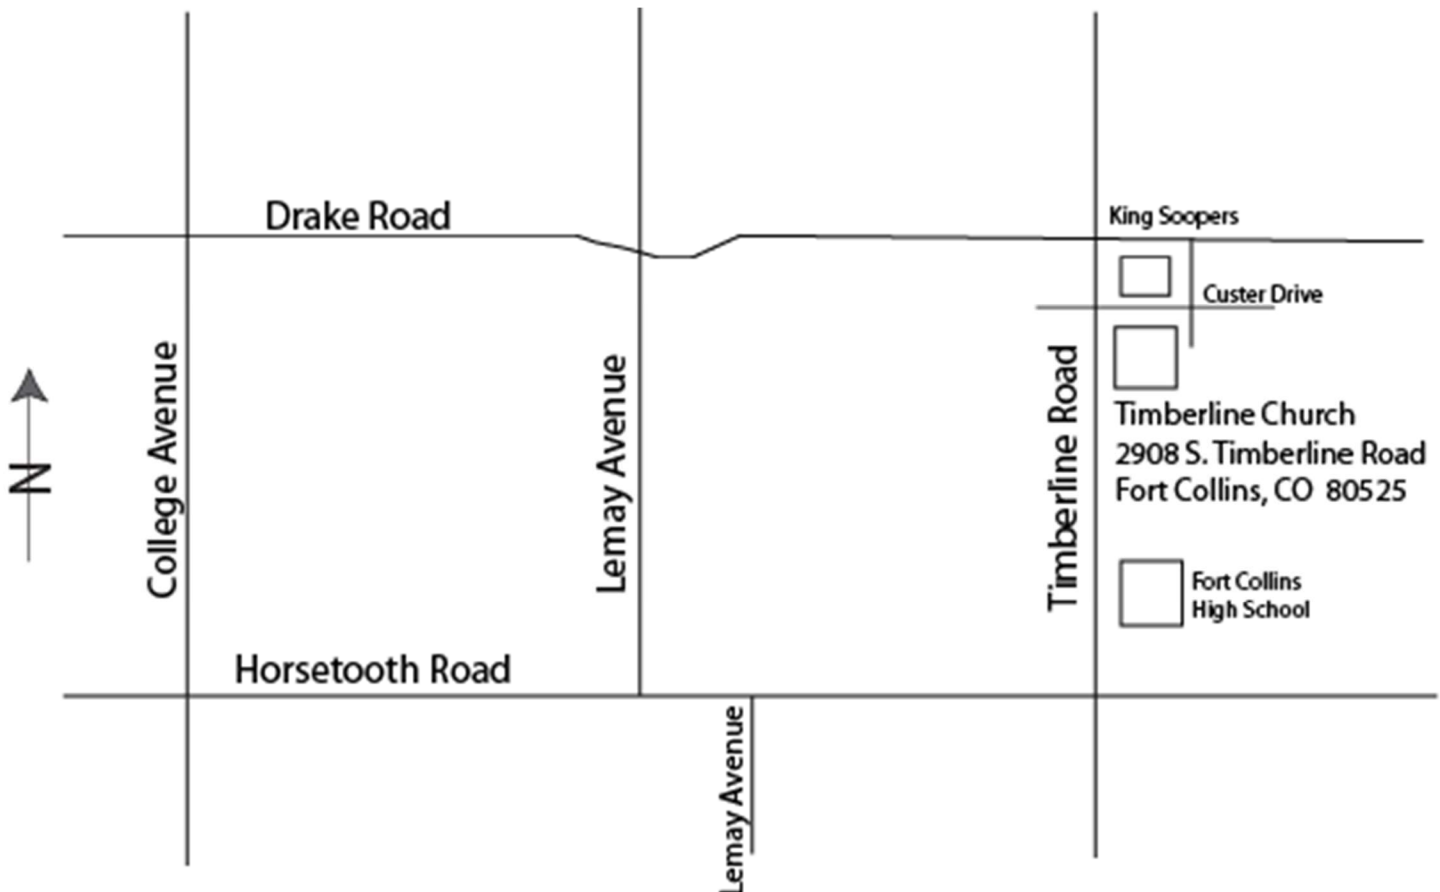 Drake Road
King Soopers
Custer Drive
College Avenue
Lemay Avenue
Timberline Road
Timberline Church
2908 S. Timberline Road
Fort Collins, CO 80525
N
Fort Collins
High School
Horsetooth Road
Lemay Avenue